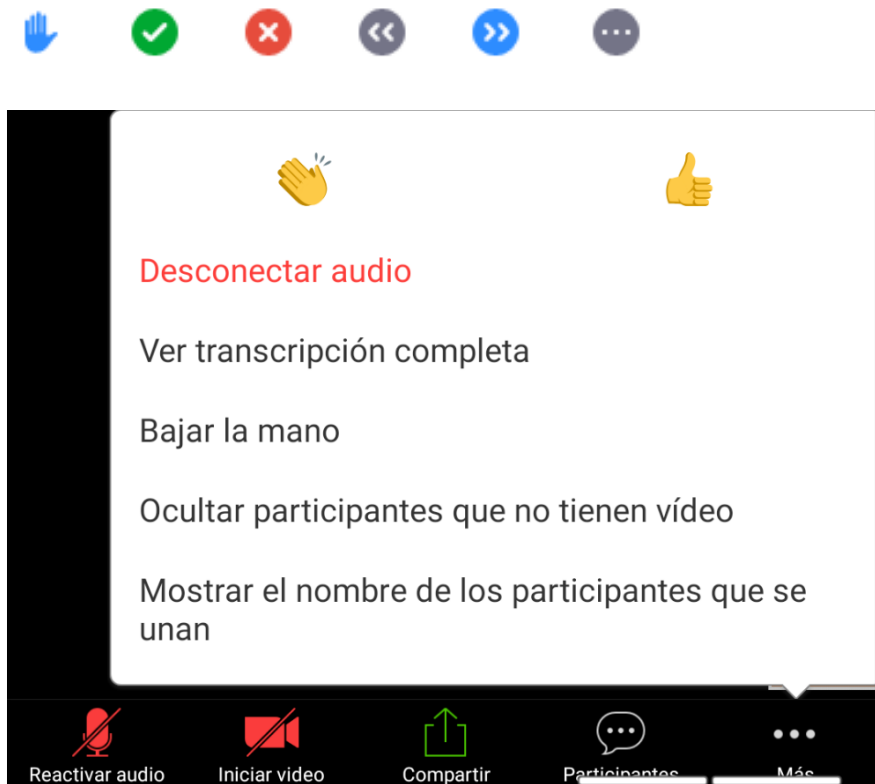 Desconectar audio
Ver transcripción completa
Bajar la mano
Ocultar participantes que no tienen vídeo
Mostrar el nombre de los participantes que se
unan
Reactivar audio
Iniciar video
Compartir
Participantes
Más